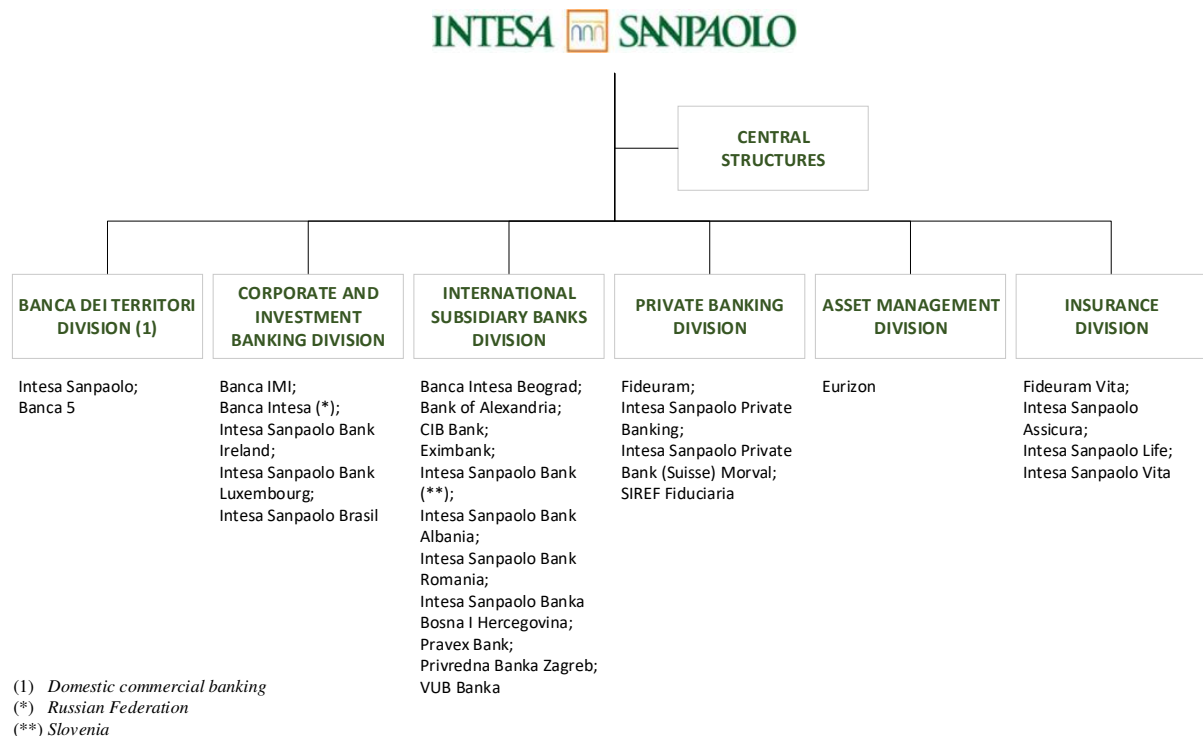 INTESA SANPAOLO
CENTRAL
STRUCTURES
BANCA DEI TERRITORI
DIVISION (1)
CORPORATE AND
INVESTMENT
BANKING DIVISION
INTERNATIONAL
SUBSIDIARY BANKS
DIVISION
PRIVATE BANKING
DIVISION
ASSET MANAGEMENT
DIVISION
INSURANCE
DIVISION
Intesa Sanpaolo;
Banca 5
Banca IMI;
Banca Intesa (*);
Intesa Sanpaolo Bank
Ireland;
Intesa Sanpaolo Bank
Luxembourg;
Intesa Sanpaolo Brasil
Banca Intesa Beograd;
Bank of Alexandria;
CIB Bank;
Eximbank;
Intesa Sanpaolo Bank
(**);
Intesa Sanpaolo Bank
Albania;
Intesa Sanpaolo Bank
Romania;
Intesa Sanpaolo Banka
Bosna I Hercegovina;
Pravex Bank;
Privredna Banka Zagreb;
VUB Banka
Fideuram;
Intesa Sanpaolo Private
Banking;
Intesa Sanpaolo Private
Bank (Suisse) Morval;
SIREF Fiduciaria
Eurizon
Fideuram Vita;
Intesa Sanpaolo
Assicura;
Intesa Sanpaolo Life;
Intesa Sanpaolo Vita
(1) Domestic commercial banking
(*) Russian Federation
(**) Slovenia